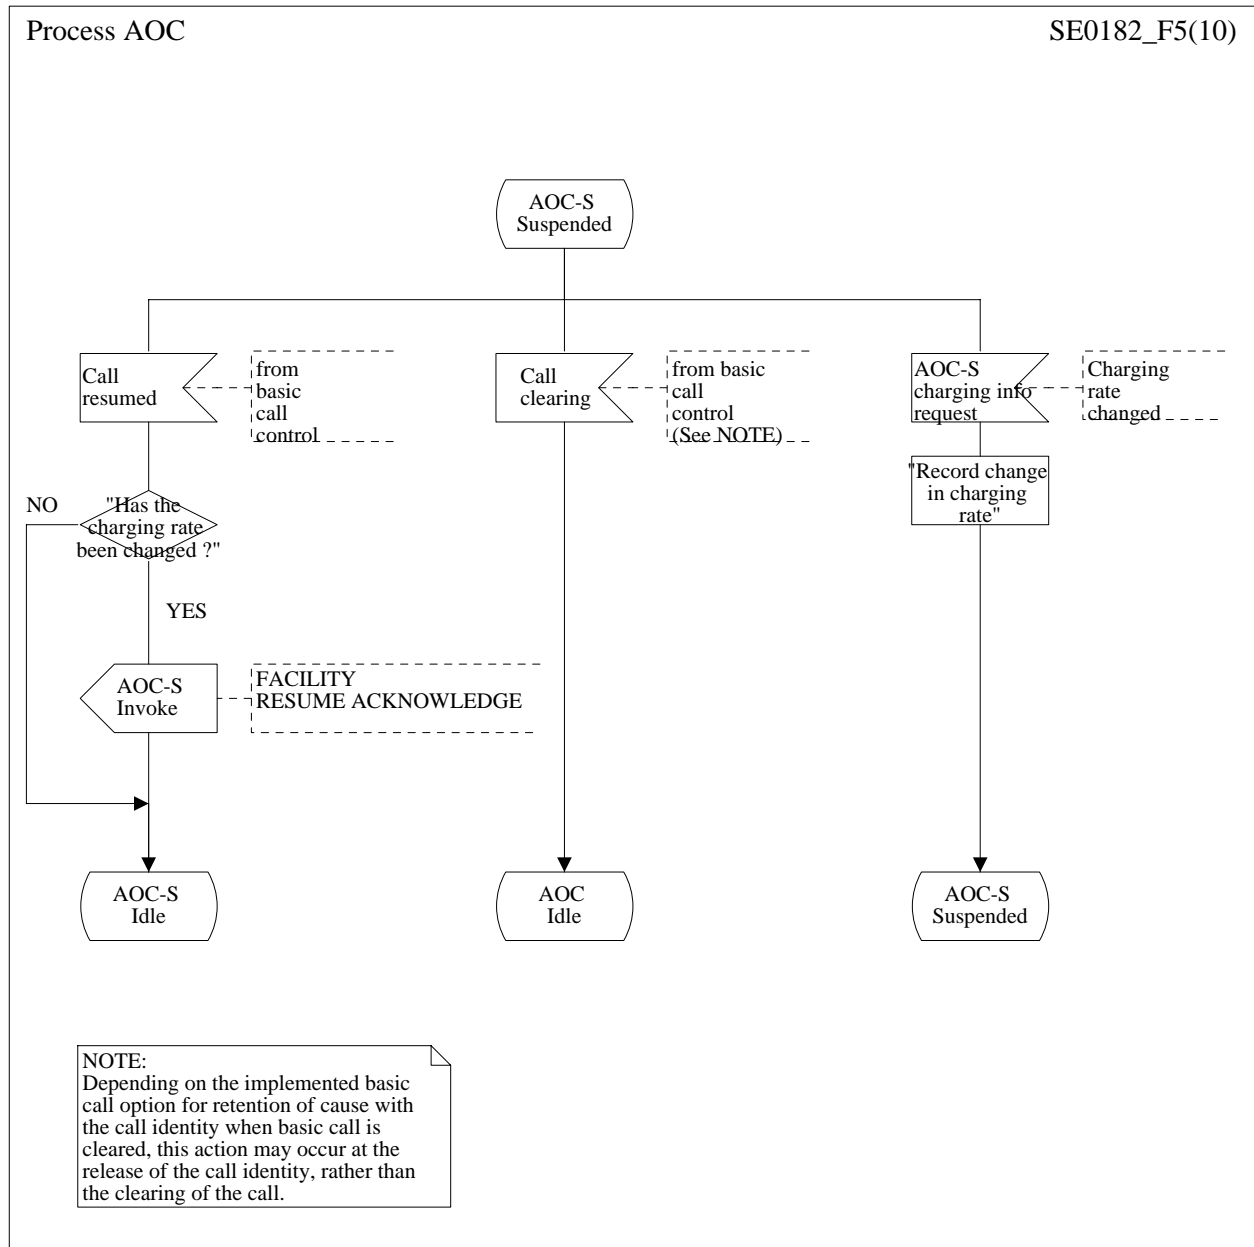 Process AOC
SE0182_F5(10)
AOC-S
Suspended
Call
resumed
from
basic
call
control
Call
clearing
from basic
call
control
(See NOTE)
AOC-S
charging info
request
Charging
rate
changed
NO
"Has the
charging rate
been changed ?"
"Record change
in charging
rate"
YES
AOC-S
Invoke
FACILITY
RESUME ACKNOWLEDGE
AOC-S
Idle
AOC
Idle
AOC-S
Suspended
NOTE:
Depending on the implemented basic
call option for retention of cause with
the call identity when basic call is
cleared, this action may occur at the
release of the call identity, rather than
the clearing of the call.